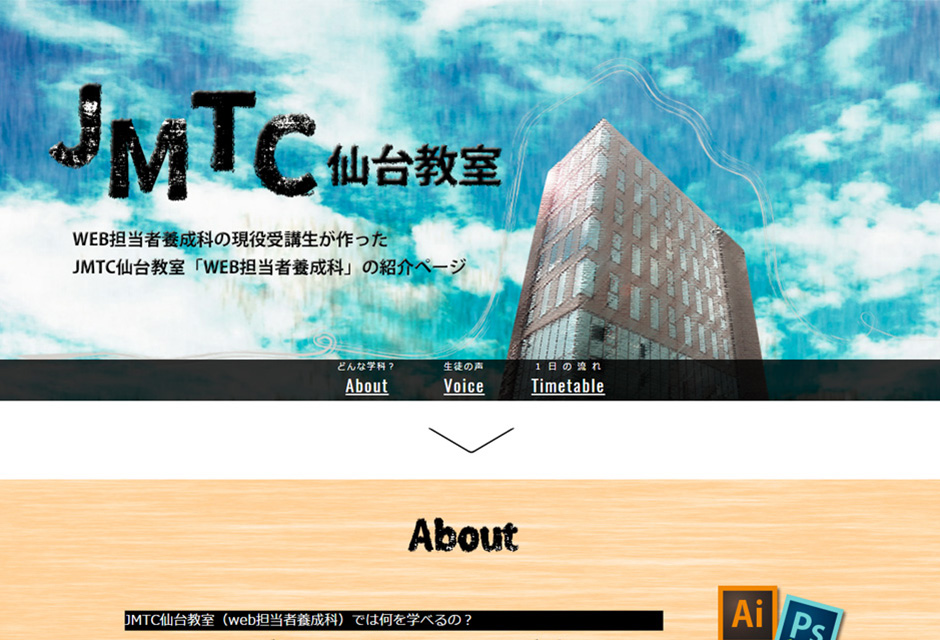 JMTC仙台教室
WEB担当者養成科の現役受講生が作った
JMTC仙台教室「WEB担当者養成科」の紹介ページ
どんな学科？ 生徒の声 1日の流れ
About Voice Timetable
About
JMTC仙台教室（web担当者養成科）では何を学べるの？
Ai
Ps